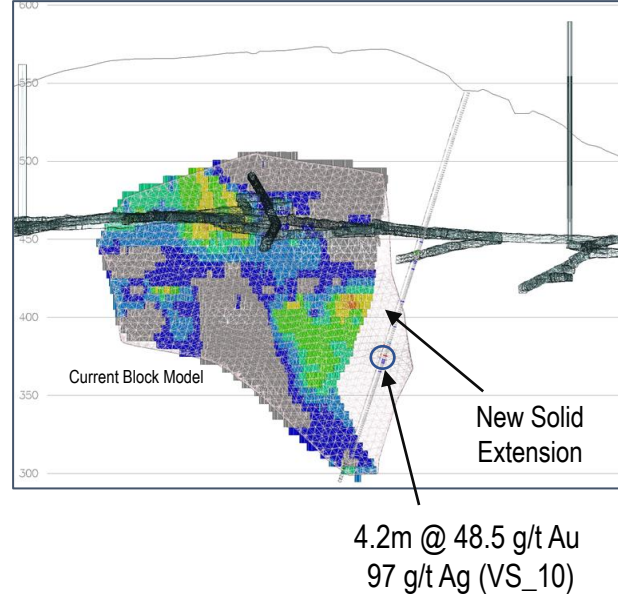 600
550
500
450
400
350
300
Current Block Model
New Solid
Extension
4.2m @ 48.5 g/t Au
97 g/t Ag (VS_10)